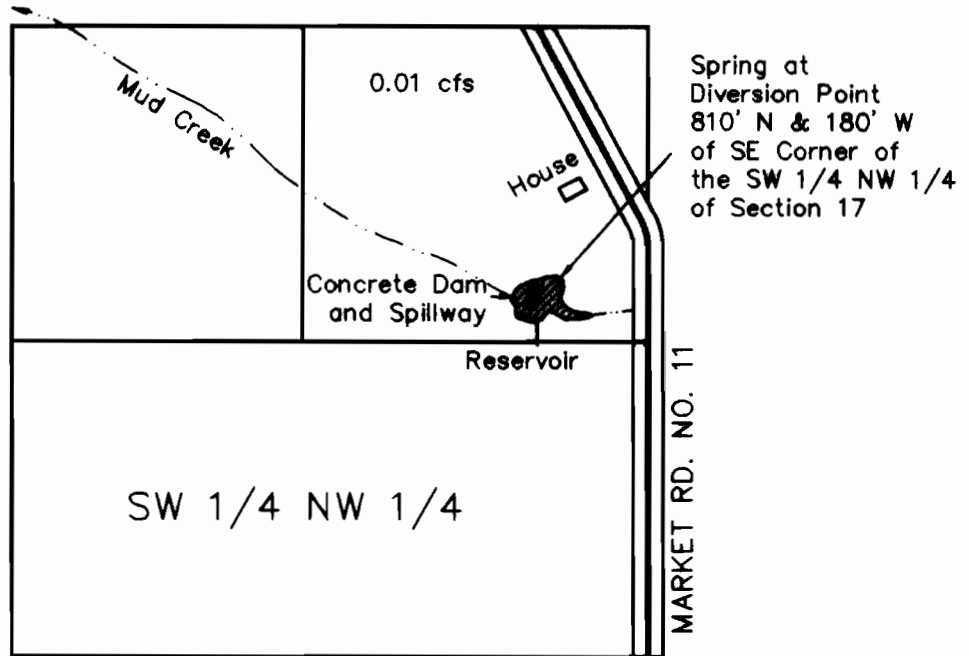 Mud Creek
0.01 cfs
Spring at
Diversion Point
810' N & 180' W
of SE Corner of
the SW 1/4 NW 1/4
of Section 17
House
Concrete Dam
and Spillway
Reservoir
SW 1/4 NW 1/4
MARKET RD. NO. 11